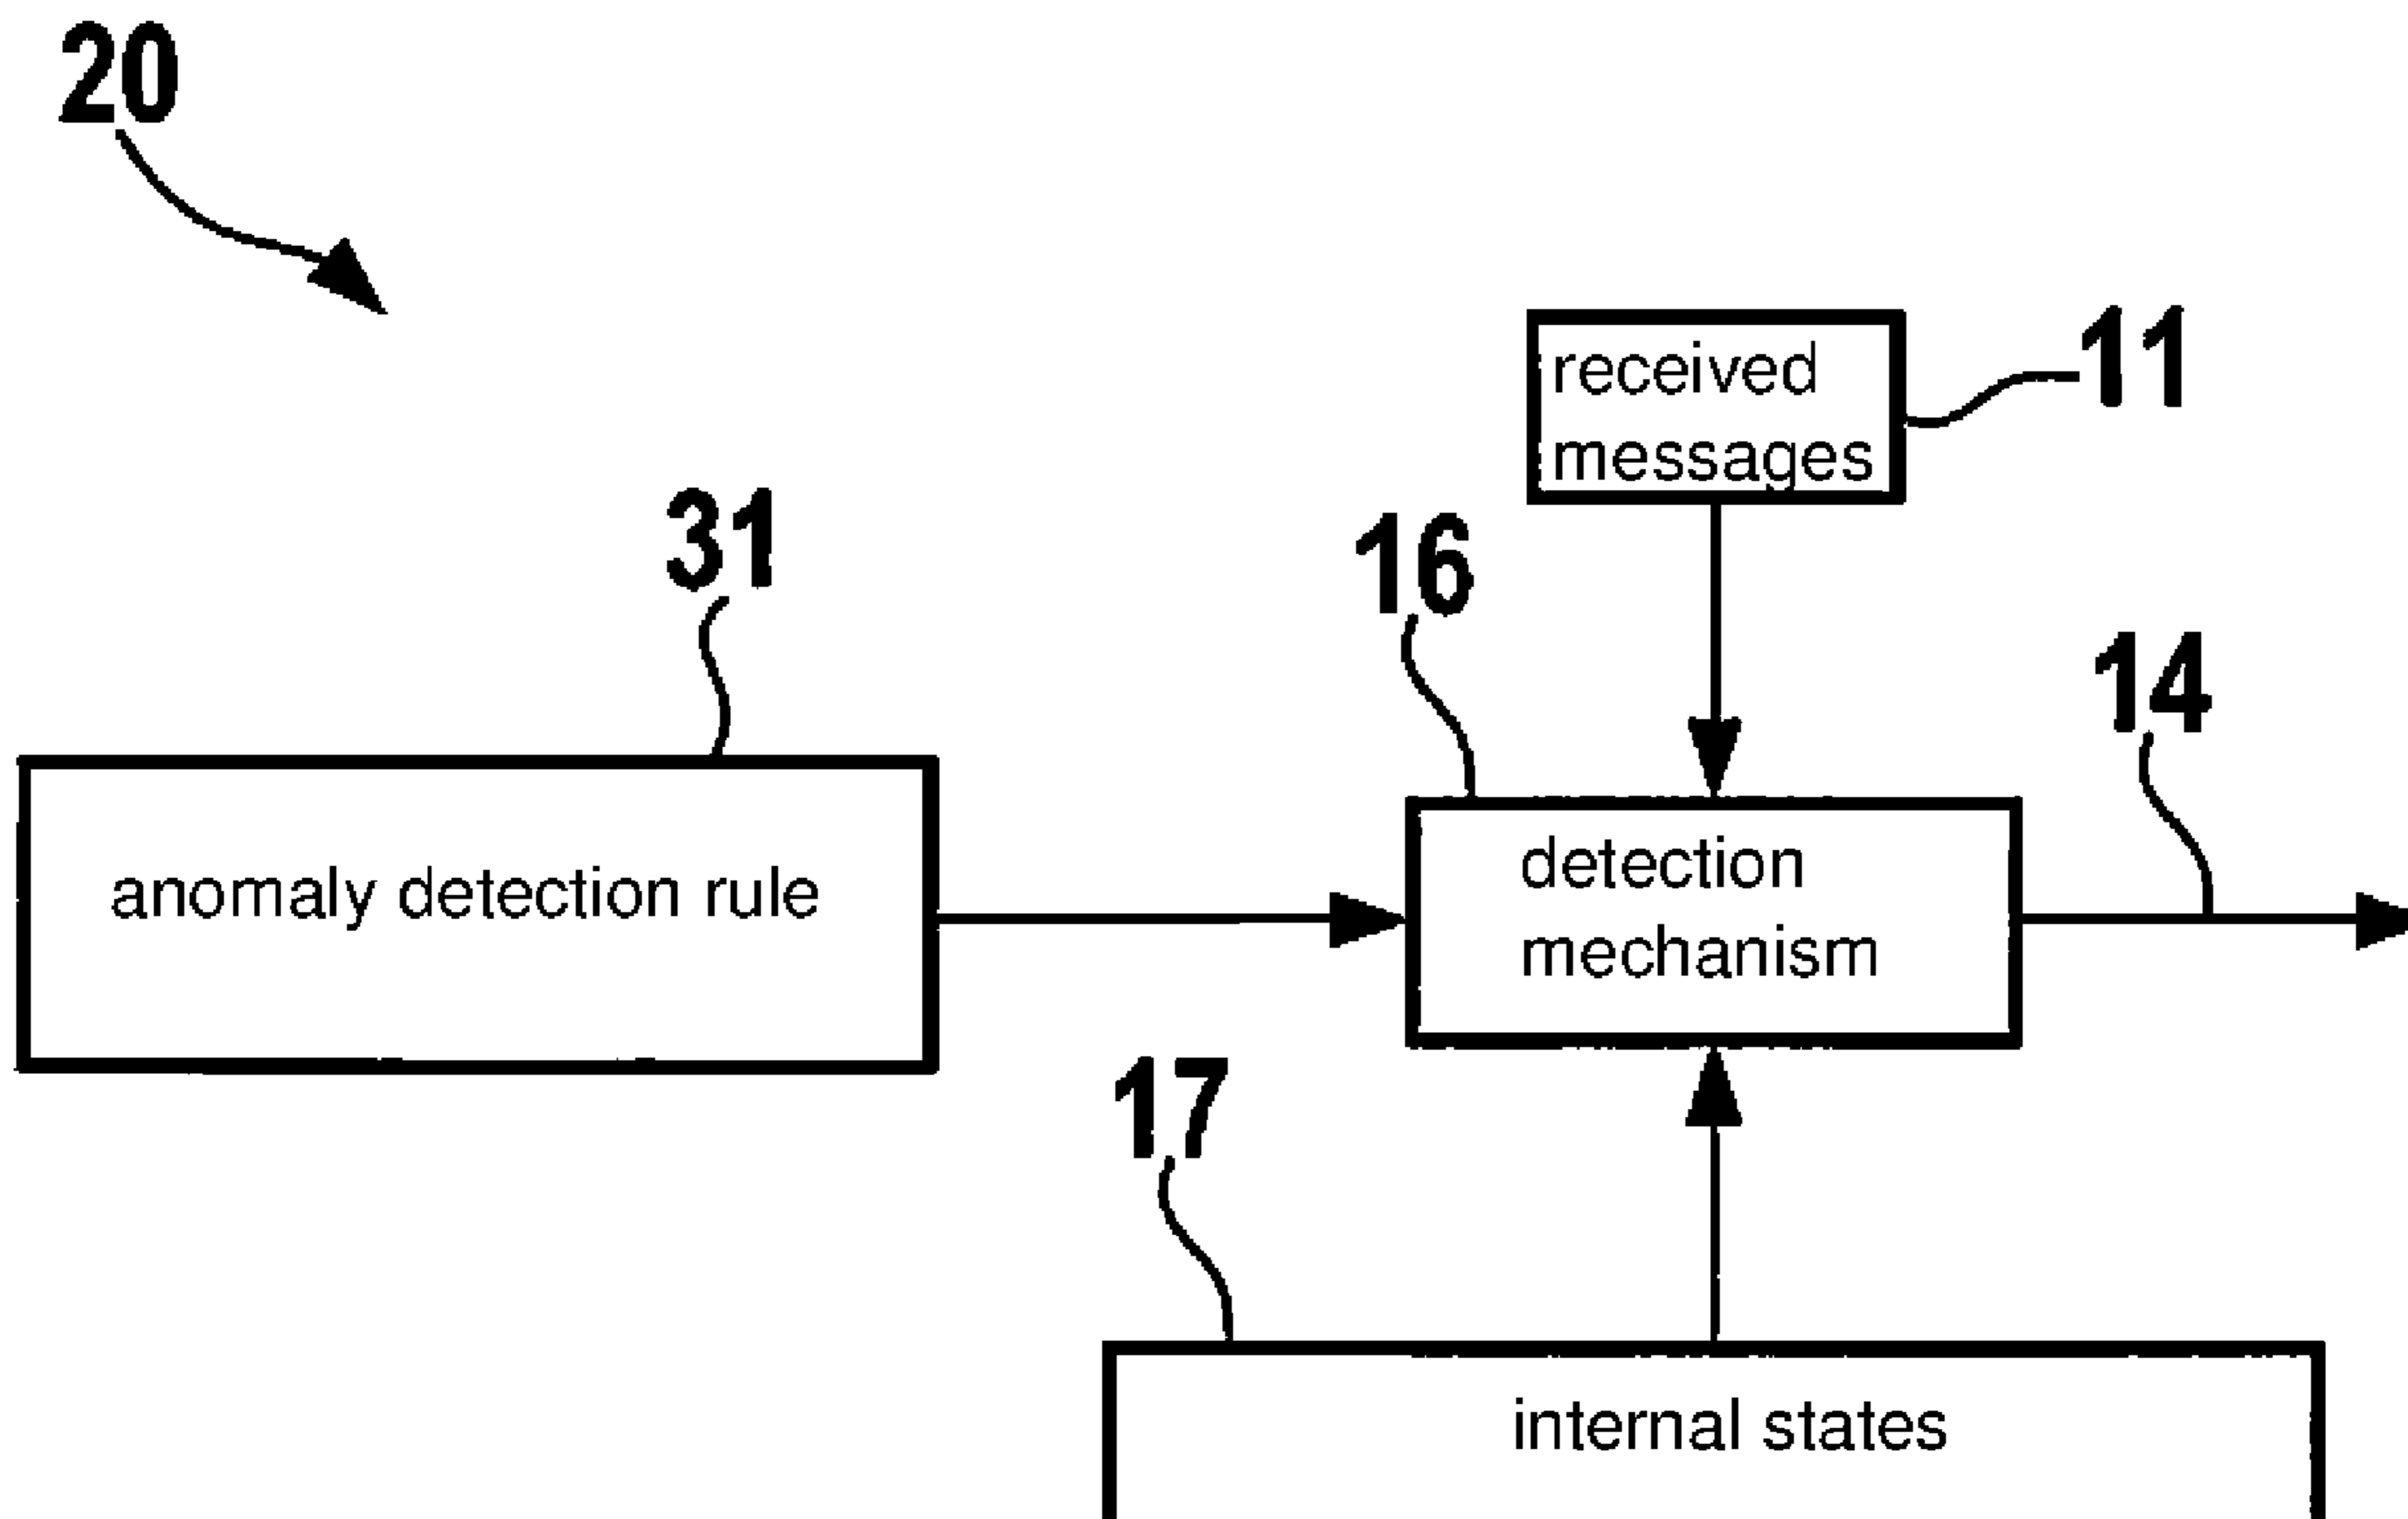 20
received
messages
11
31
16
14
anomaly detection rule
detection
mechanism
17
internal states